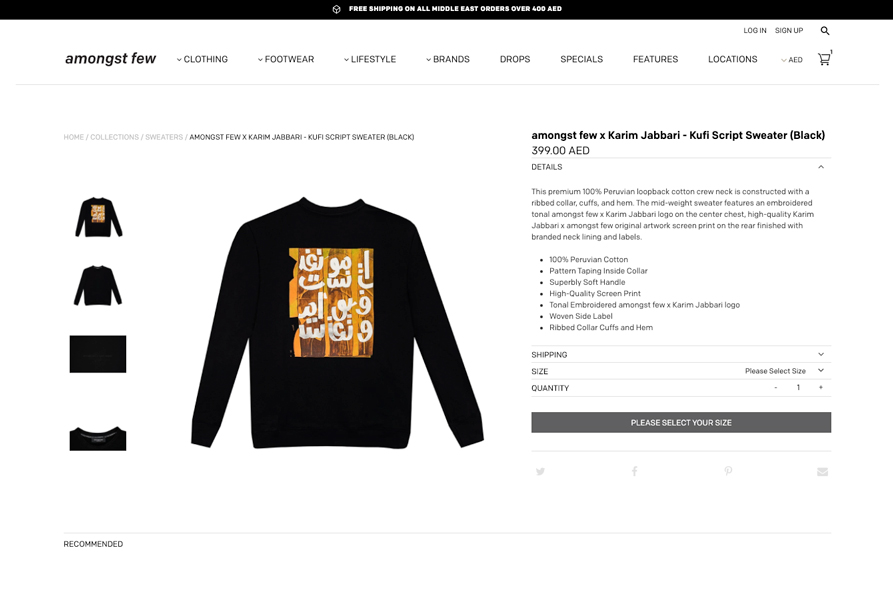 FREE SHIPPING ON ALL MIDDLE EAST ORDERS OVER 400 AED
LOG IN SIGN UP
amongst few CLOTHING FOOTWEAR LIFESTYLE BRANDS DROPS SPECIALS FEATURES LOCATIONS AED 1
HOME / COLLECTIONS / SWEATERS / AMONGST FEW X KARIM JABBARI - KUFI SCRIPT SWEATER (BLACK)
amongst few x Karim Jabbari - Kufi Script Sweater (Black)
399.00 AED
DETAILS
This premium 100% Peruvian loopback cotton crew neck is constructed with a
ribbed collar, cuffs, and hem. The mid-weight sweater features an embroidered
tonal amongst few x Karim Jabbari logo on the center chest, high-quality Karim
Jabbari x amongst few original artwork screen print on the rear finished with
branded neck lining and labels.
100% Peruvian Cotton
Pattern Taping Inside Collar
Superbly Soft Handle
High-Quality Screen Print
Tonal Embroidered amongst few x Karim Jabbari logo
Woven Side Label
Ribbed Collar Cuffs and Hem
SHIPPING
SIZE Please Select Size
QUANTITY - 1 +
PLEASE SELECT YOUR SIZE
RECOMMENDED